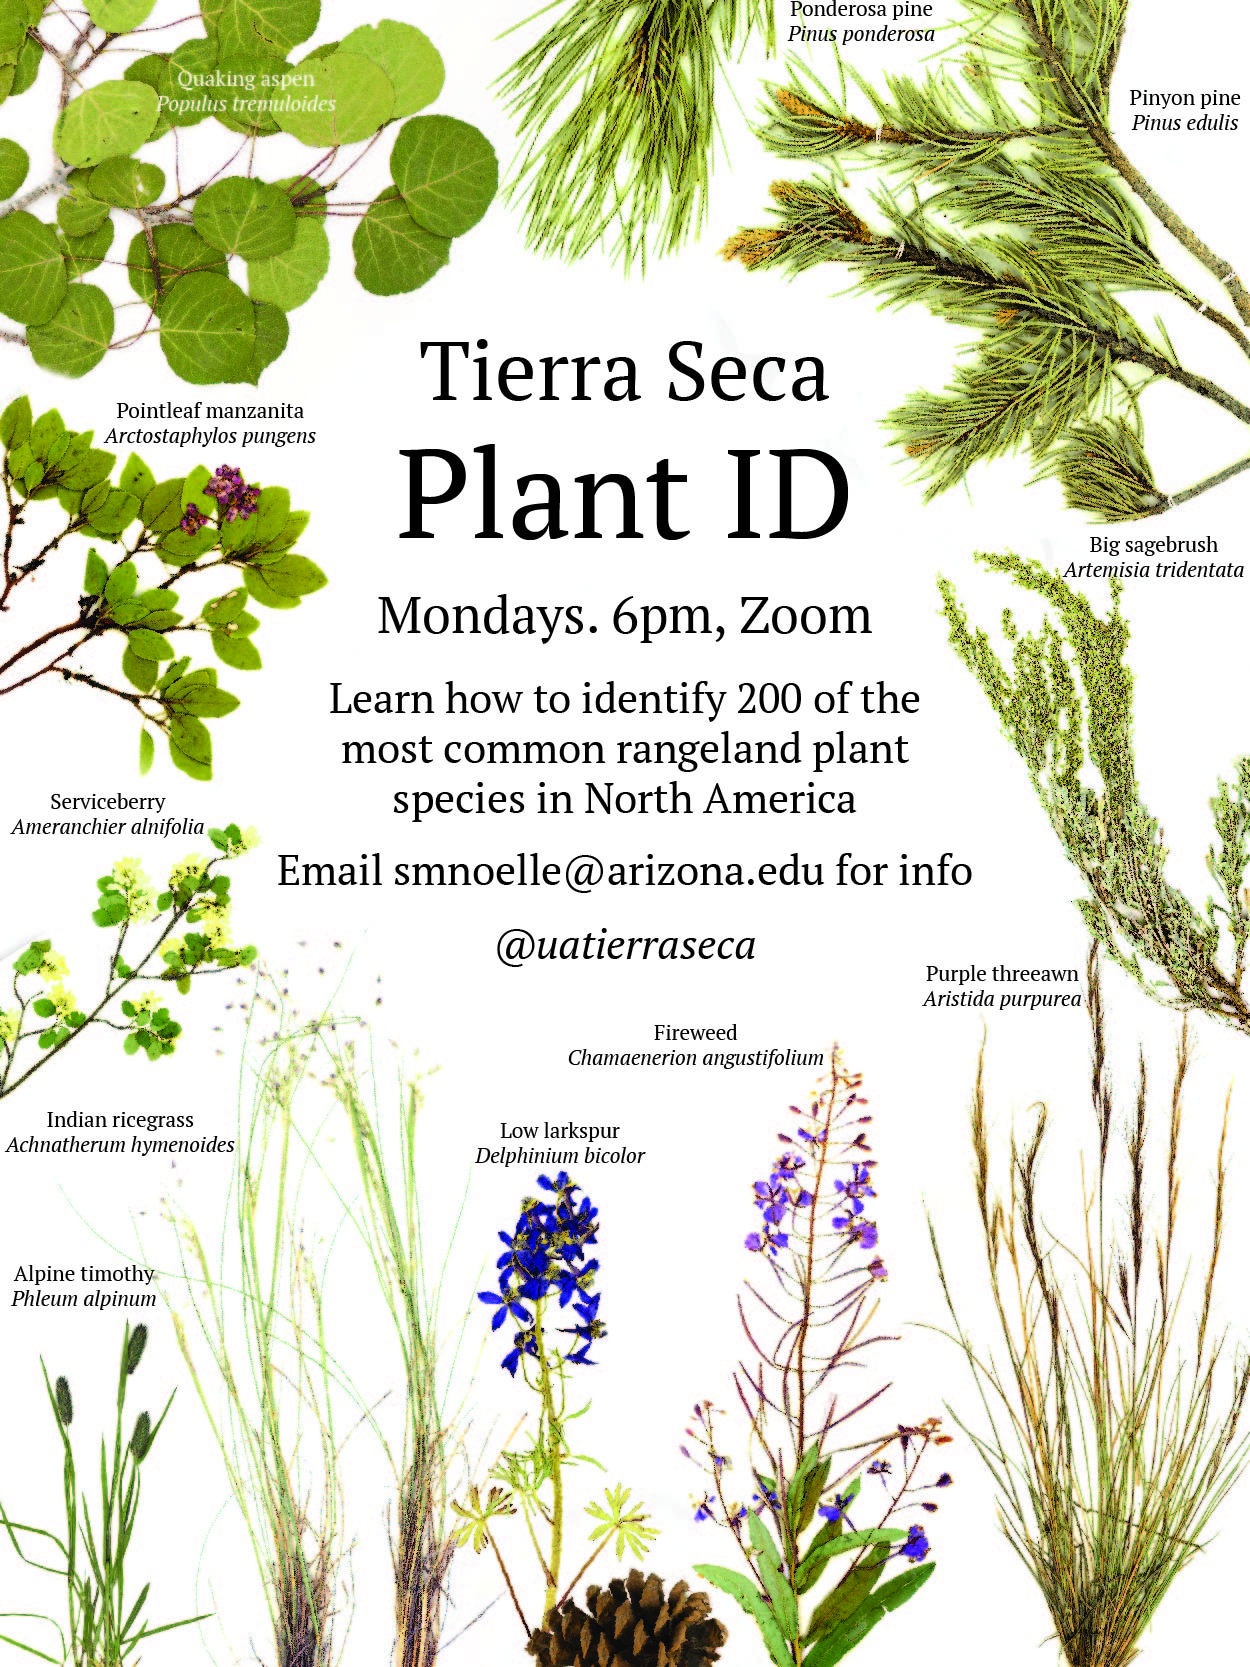 Ponderosa pine
Pinus ponderosa
Quaking aspen
Populus tremuloides
Pinyon pine
Pinus edulis
Tierra Seca
Plant ID
Pointleaf manzanita
Arctostaphylos pungens
Big sagebrush
Artemisia tridentata
Mondays. 6pm, Zoom
Learn how to identify 200 of the
most common rangeland plant
species in North America
Serviceberry
Ameranchier alnifolia
Email smnoelle@arizona.edu for info
@uatierraseca
Purple threeawn
Aristida purpurea
Fireweed
Chamaenerion angustifolium
Indian ricegrass
Achnatherum hymenoides
Low larkspur
Delphinium bicolor
Alpine timothy
Phleum alpinum